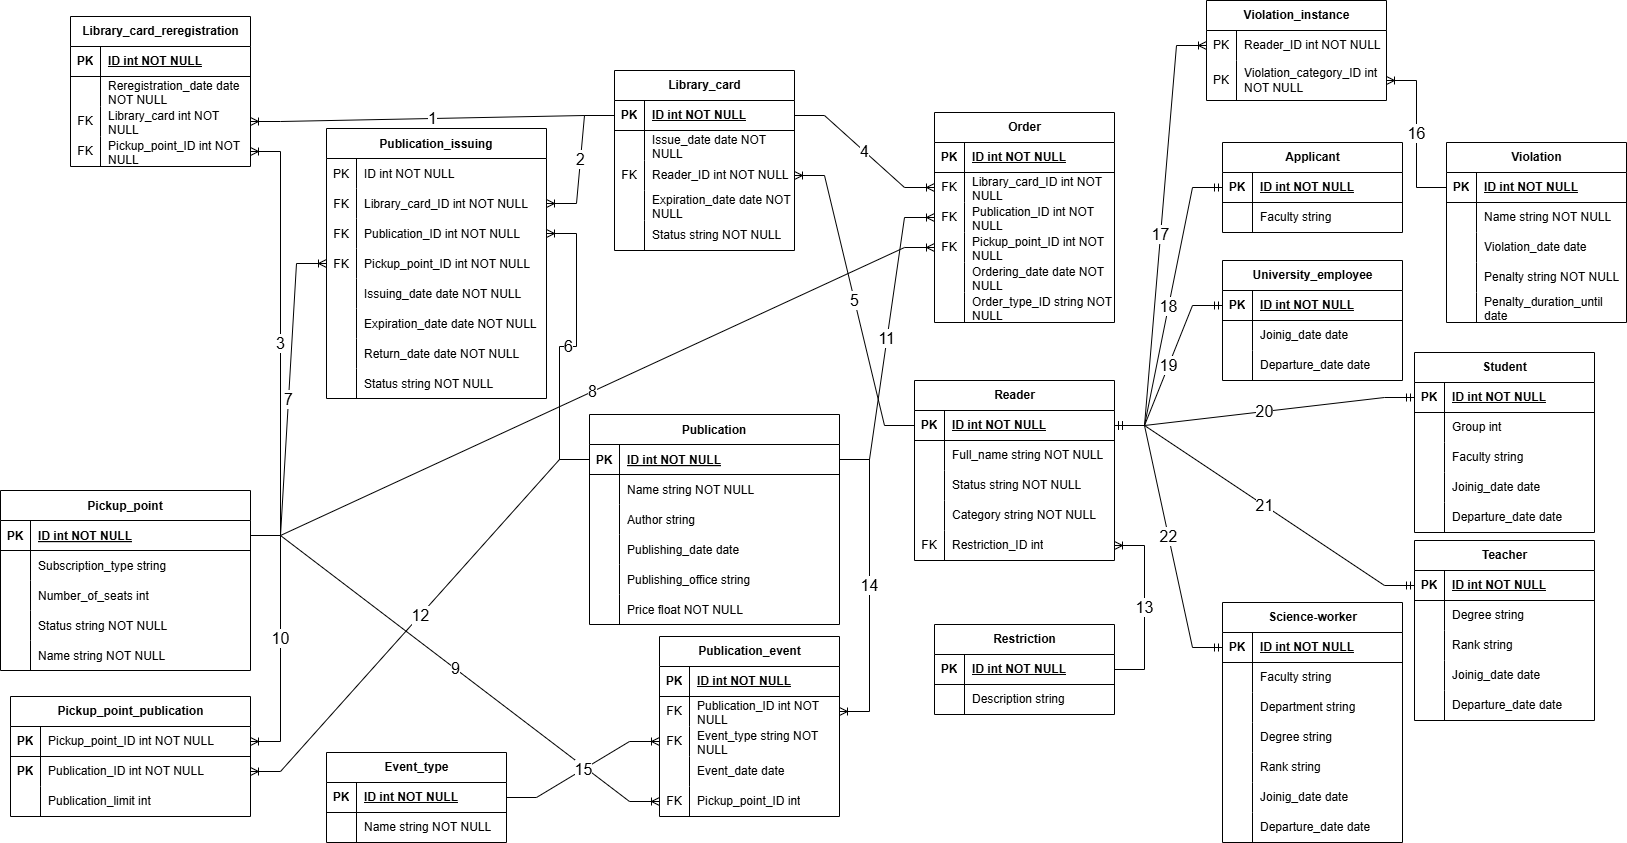 Library_card_reregistration
PK ID int NOT NULL
Reregistration_date date
NOT NULL
FK Library_card int NOT
NULL
FK Pickup_point_ID int NOT
NULL
Publication_issuing
PK ID int NOT NULL
FK Library_card_ID int NOT NULL
FK Publication_ID int NOT NULL
FK Pickup_point_ID int NOT NULL
Issuing_date date NOT NULL
Expiration_date date NOT NULL
Return_date date NOT NULL
Status string NOT NULL
Library_card
PK ID int NOT NULL
Issue_date date NOT
NULL
FK Reader_ID int NOT NULL
Expiration_date date NOT
NULL
Status string NOT NULL
Order
PK ID int NOT NULL
FK Library_card_ID int NOT
NULL
FK Publication_ID int NOT
NULL
FK Pickup_point_ID int NOT
NULL
Ordering_date date NOT
NULL
Order_type_ID string NOT
NULL
Violation_instance
PK Reader_ID int NOT NULL
PK Violation_category_ID int
NOT NULL
Applicant
PK ID int NOT NULL
Faculty string
Violation
PK ID int NOT NULL
Name string NOT NULL
Violation_date date
Penalty string NOT NULL
Penalty_duration_until
date
University_employee
PK ID int NOT NULL
Joinig_date date
Departure_date date
Student
PK ID int NOT NULL
Group int
Faculty string
Joinig_date date
Departure_date date
Reader
PK ID int NOT NULL
Full_name string NOT NULL
Status string NOT NULL
Category string NOT NULL
FK Restriction_ID int
Publication
PK ID int NOT NULL
Name string NOT NULL
Author string
Publishing_date date
Publishing_office string
Price float NOT NULL
Pickup_point
PK ID int NOT NULL
Subscription_type string
Number_of_seats int
Status string NOT NULL
Name string NOT NULL
Teacher
PK ID int NOT NULL
Degree string
Rank string
Joinig_date date
Departure_date date
Science-worker
PK ID int NOT NULL
Faculty string
Department string
Degree string
Rank string
Joinig_date date
Departure_date date
Restriction
PK ID int NOT NULL
Description string
Publication_event
PK ID int NOT NULL
FK Publication_ID int NOT
NULL
FK Event_type string NOT
NULL
Event_date date
FK Pickup_point_ID int
Pickup_point_publication
PK Pickup_point_ID int NOT NULL
PK Publication_ID int NOT NULL
Publication_limit int
Event_type
PK ID int NOT NULL
Name string NOT NULL
1
2
3
4
5
6
7
8
9
10
11
12
13
14
15
16
17
18
19
20
21
22